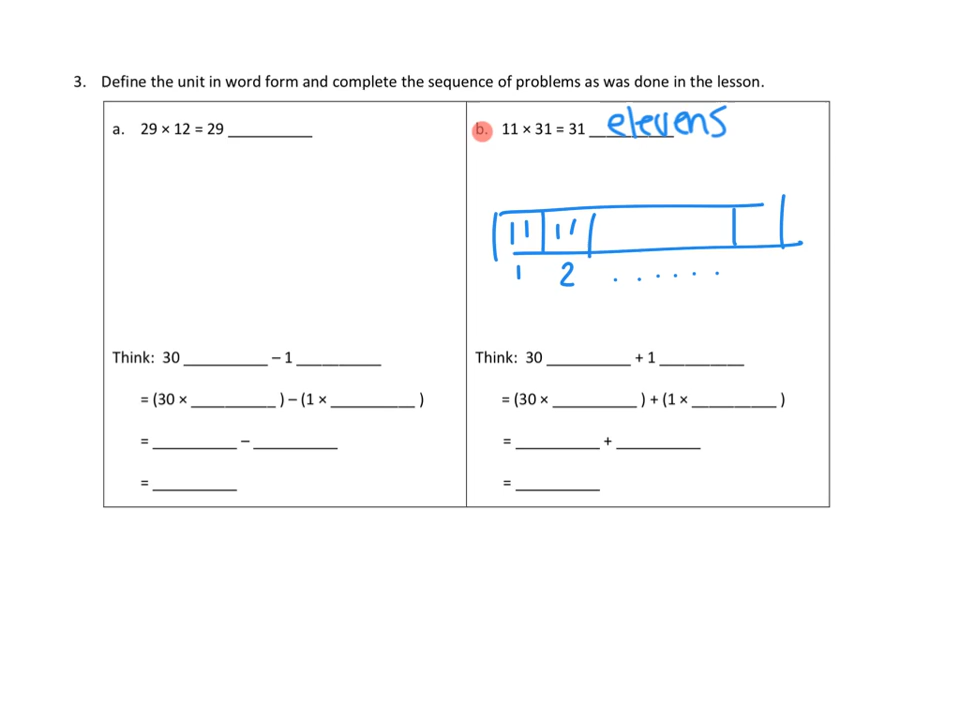 3. Define the unit in word form and complete the sequence of problems as was done in the lesson.
a. 29 × 12 = 29 __________
Think: 30 __________ – 1 __________
= (30 × __________ ) – (1 × __________ )
= __________ – __________
= __________
b. 11 × 31 = 31 elevens
1 2 . . . . . .
Think: 30 __________ + 1 __________
= (30 × __________ ) + (1 × __________ )
= __________ + __________
= __________